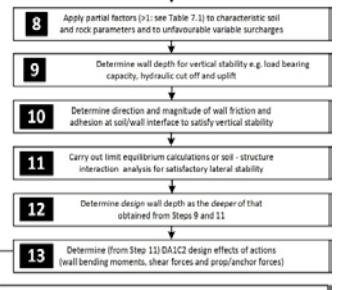 8
Apply partial factors (>1: see Table 7.1) to characteristic soil
and rock parameters and to unfavourable variable surcharges
9
Determine wall depth for vertical stability e.g. load bearing
capacity, hydraulic cut off and uplift
10
Determine direction and magnitude of wall friction and
adhesion at soil/wall interface to satisfy vertical stability
11
Carry out limit equilibrium calculations or soil - structure
interaction analysis for satisfactory lateral stability
12
Determine design wall depth as the deeper of that
obtained from Steps 9 and 11
13
Determine (from Step 11) DA1C2 design effects of actions
(wall bending moments, shear forces and prop/anchor forces)